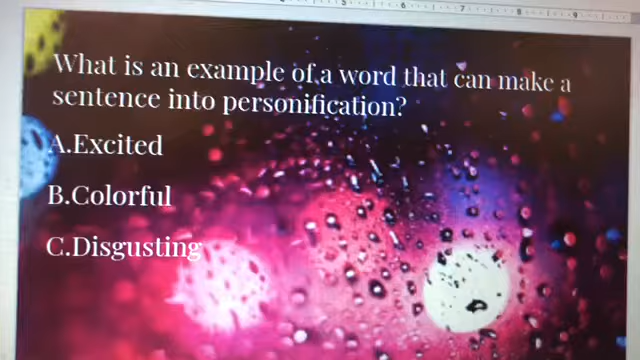 What is an example of a word that can make a
sentence into personification?
A.Excited
B.Colorful
C.Disgusting